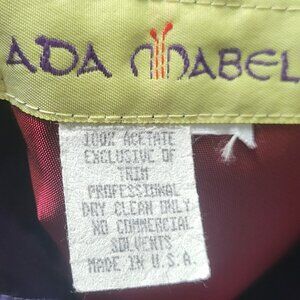 ADA MABEL
100% ACETATE
EXCLUSIVE OF
TRIM
PROFESSIONAL
DRY CLEAN ONLY
NO COMMERCIAL
SOLVENTS
MADE IN U.S.A.